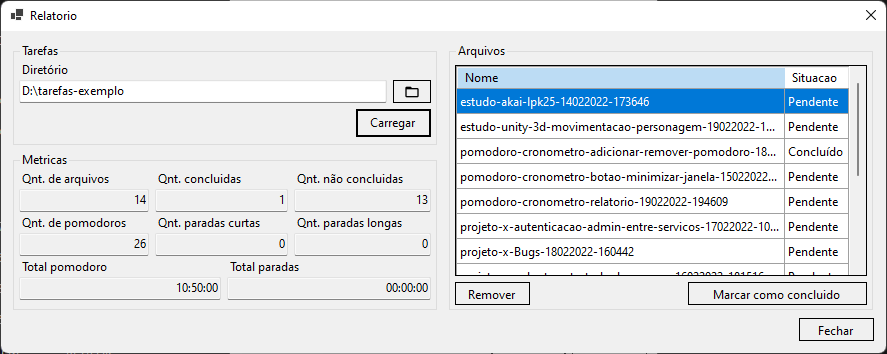 Relatorio
Tarefas
Diretório
D:\tarefas-exemplo
Carregar
Metricas
Qnt. de arquivos Qnt. concluidas Qnt. não concluidas
14 1 13
Qnt. de pomodoros Qnt. paradas curtas Qnt. paradas longas
26 0 0
Total pomodoro Total paradas
10:50:00 00:00:00
Arquivos
Nome Situacao
estudo-akai-lpk25-14022022-173646 Pendente
estudo-unity-3d-movimentacao-personagem-19022022-1... Pendente
pomodoro-cronometro-adicionar-remover-pomodoro-18... Concluído
pomodoro-cronometro-botao-minimizar-janela-15022022... Pendente
pomodoro-cronometro-relatorio-19022022-194609 Pendente
projeto-x-autenticacao-admin-entre-servicos-17022022-10... Pendente
projeto-x-Bugs-18022022-160442 Pendente
Remover Marcar como concluido
Fechar